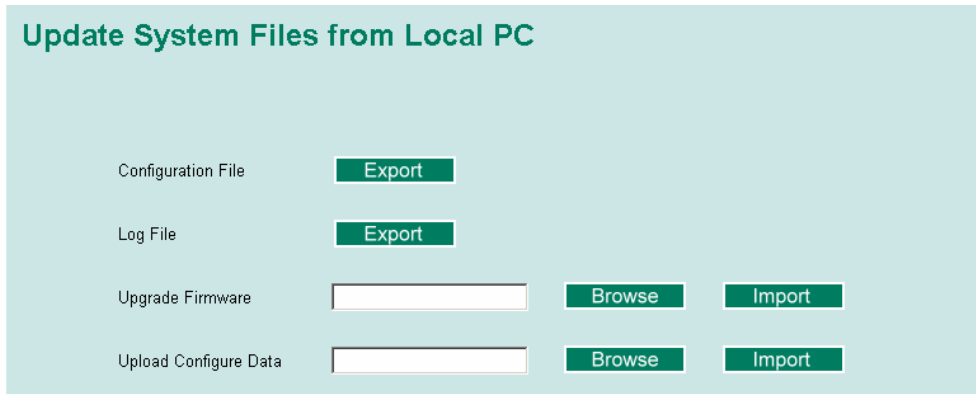 Update System Files from Local PC
Configuration File Export
Log File Export
Upgrade Firmware Browse Import
Upload Configure Data Browse Import